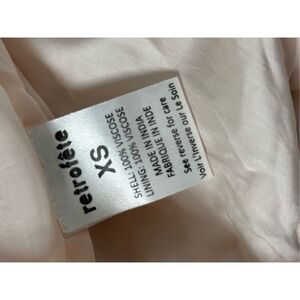 retrofête
XS
SHELL: 100% VISCOSE
LINING: 100% VISCOSE
MADE IN INDIA
FABRIQUE EN INDE
See reverse for care
Voir L'inverse our Le Soin